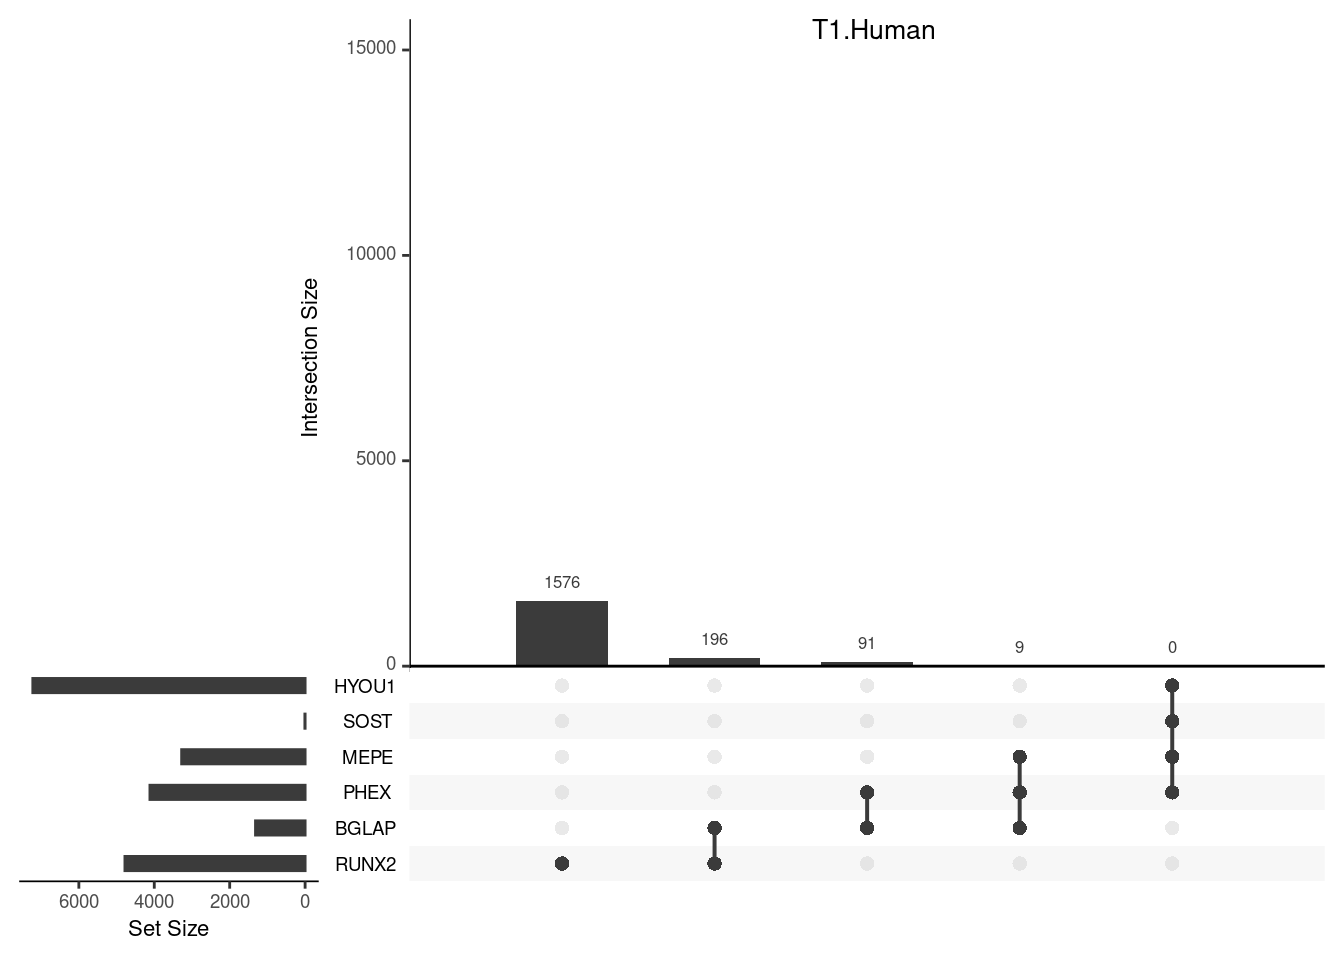 T1.Human
15000
10000
5000
0
Intersection Size
1576
196
91
9
0
HYOU1
SOST
MEPE
PHEX
BGLAP
RUNX2
6000 4000 2000 0
Set Size